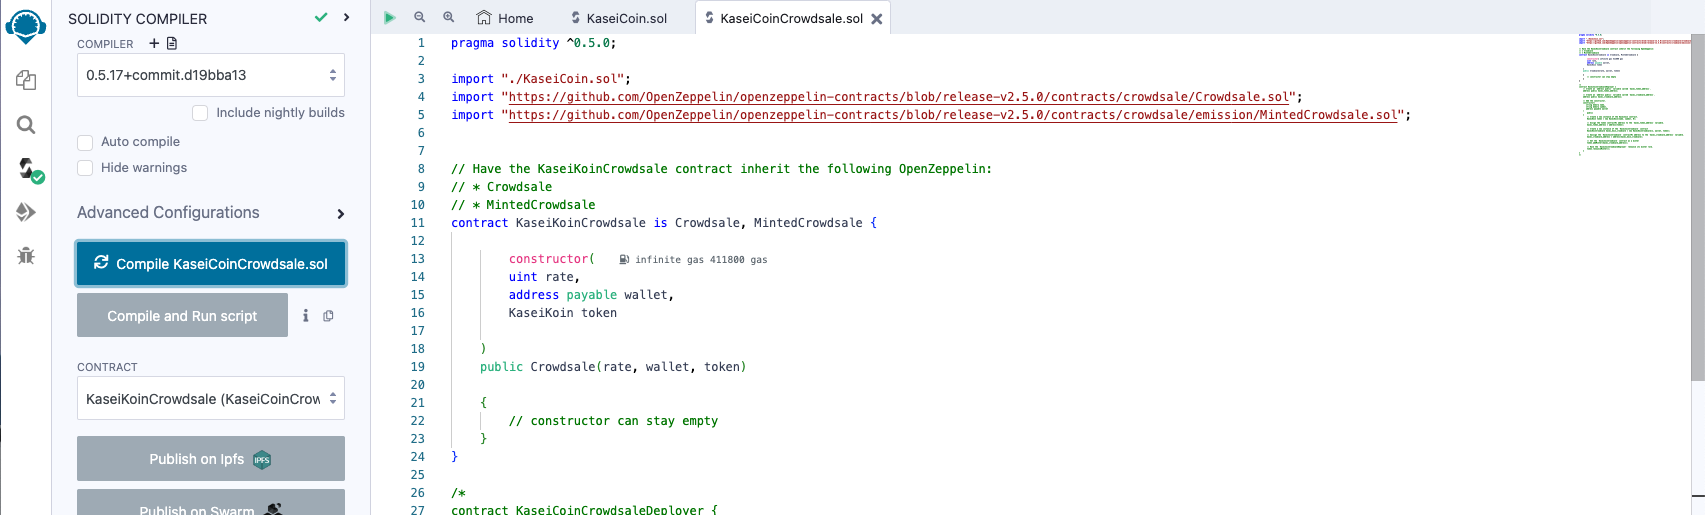 SOLIDITY COMPILER
COMPILER
0.5.17+commit.d19bba13
Include nightly builds
Auto compile
Hide warnings
Advanced Configurations
Compile KaseiCoinCrowdsale.sol
Compile and Run script
CONTRACT
KaseiKoinCrowdsale (KaseiCoinCrow
Publish on Ipfs IPFS
Publish on Swarm
Home KaseiCoin.sol KaseiCoinCrowdsale.sol
1 pragma solidity ^0.5.0;
2
3 import "./KaseiCoin.sol";
4 import "https://github.com/OpenZeppelin/openzeppelin-contracts/blob/release-v2.5.0/contracts/crowdsale/Crowdsale.sol";
5 import "https://github.com/OpenZeppelin/openzeppelin-contracts/blob/release-v2.5.0/contracts/crowdsale/emission/MintedCrowdsale.sol";
6
7
8 // Have the KaseiKoinCrowdsale contract inherit the following OpenZeppelin:
9 // * Crowdsale
10 // * MintedCrowdsale
11 contract KaseiKoinCrowdsale is Crowdsale, MintedCrowdsale {
12
13 constructor( infinite gas 411800 gas
14 uint rate,
15 address payable wallet,
16 KaseiKoin token
17
18 )
19 public Crowdsale(rate, wallet, token)
20
21 {
22 // constructor can stay empty
23 }
24 }
25
26 /*
27 contract KaseiCoinCrowdsaleDeployer {